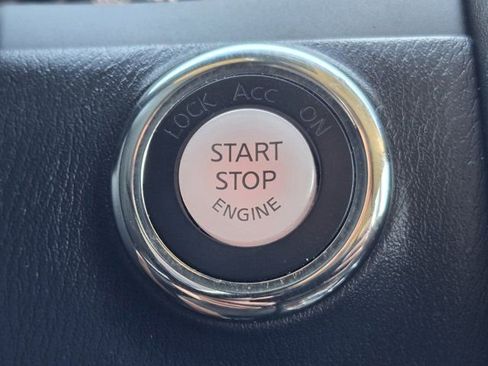 LOCK ACC ON
START
STOP
ENGINE